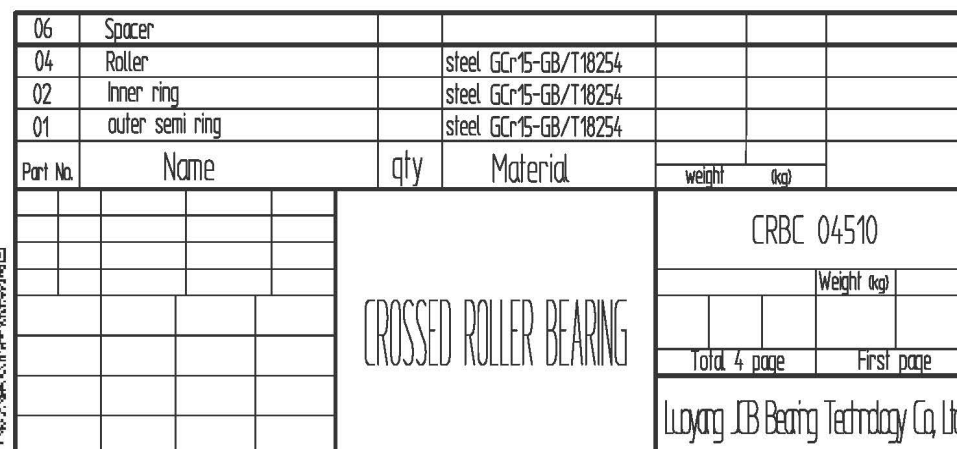 06 Spacer
04 Roller steel GCr15-GB/T18254
02 Inner ring steel GCr15-GB/T18254
01 outer semi ring steel GCr15-GB/T18254
Part No. Name qty Material weight (kg)
CRBC 04510
Weight (kg)
CROSSED ROLLER BEARING
Total 4 page First page
Luoyang JCB Bearing Technology Co, Lt